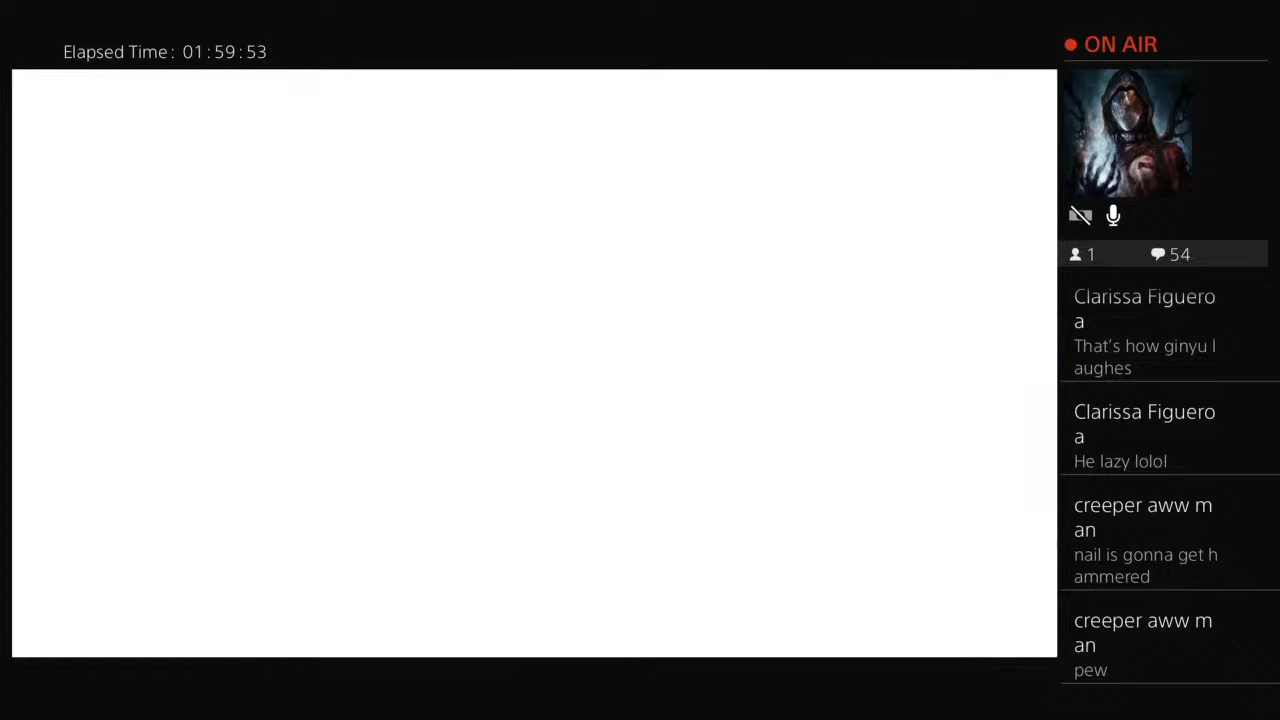 Elapsed Time: 01:59:53
ON AIR
1 54
Clarissa Figuero
a
That's how ginyu l
aughes
Clarissa Figuero
a
He lazy lolol
creeper aww m
an
nail is gonna get h
ammered
creeper aww m
an
pew